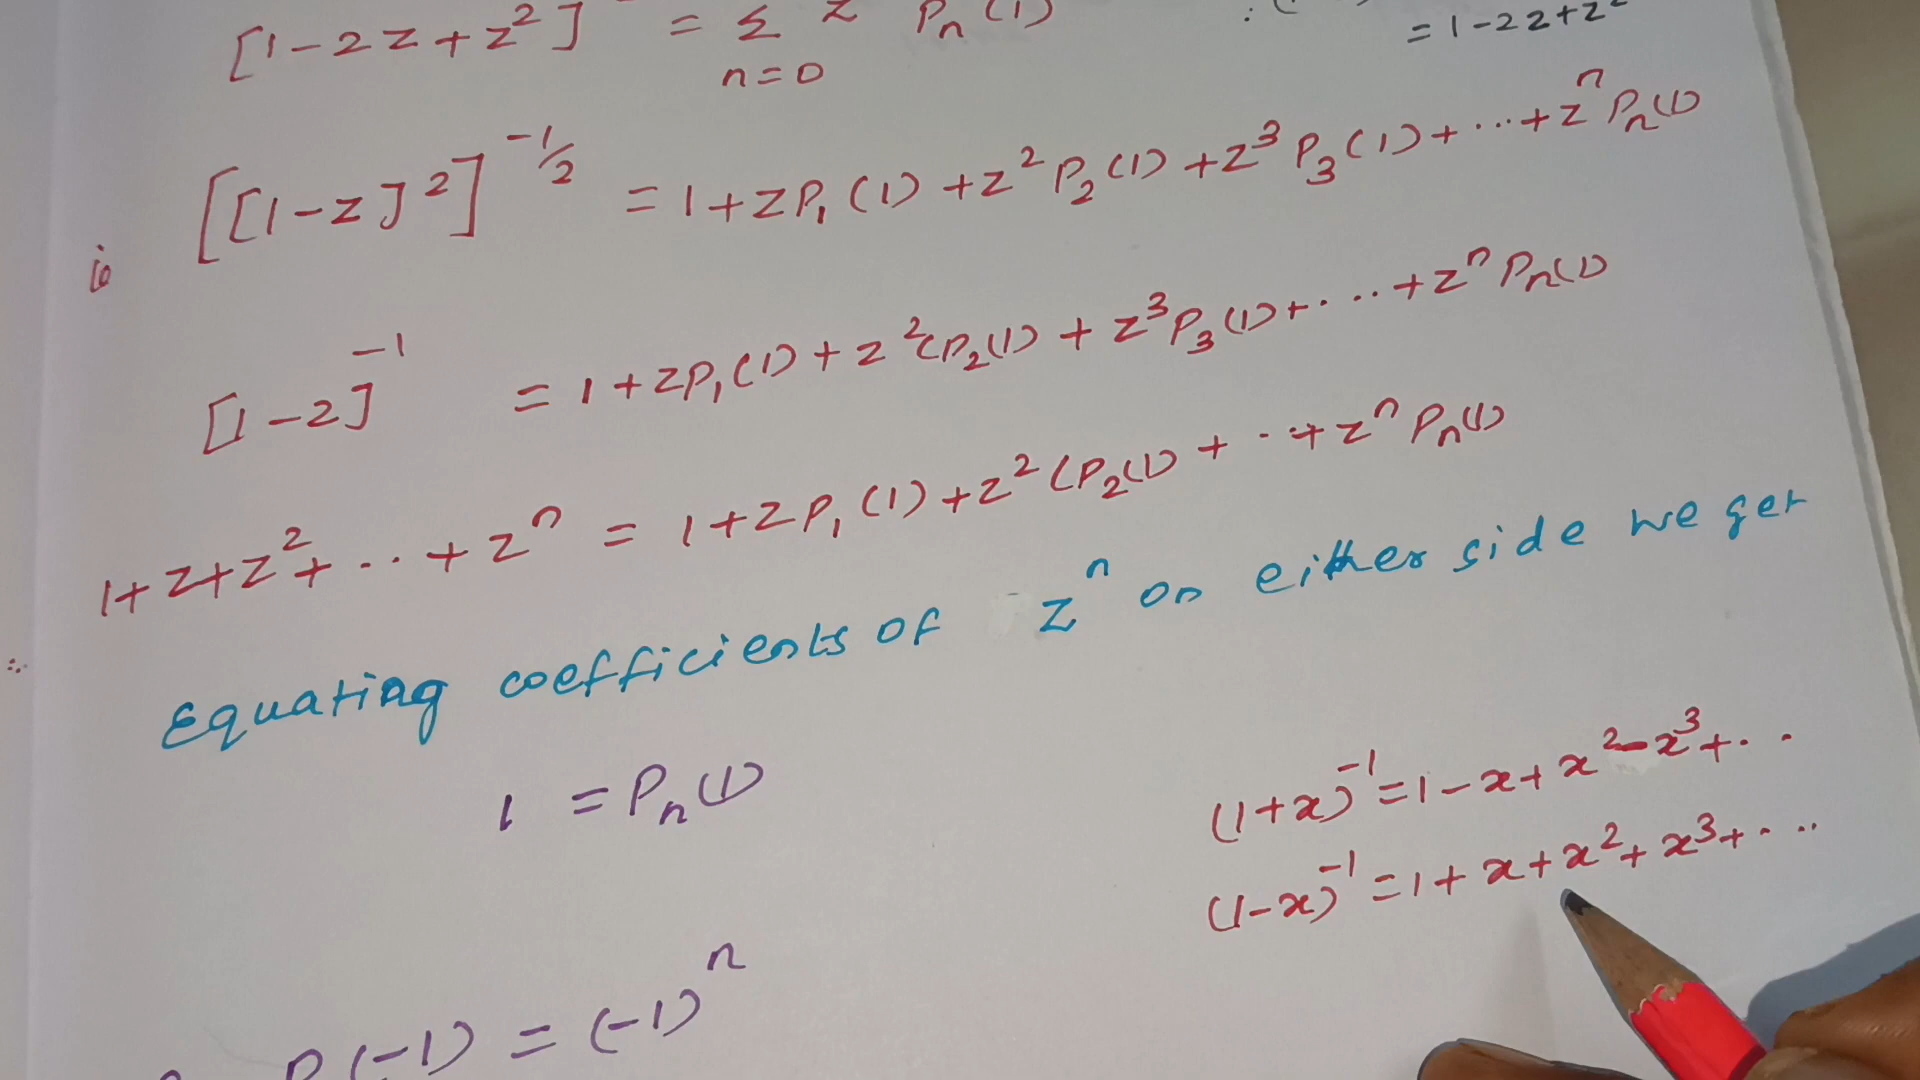 [1-2z+z²] = Σ z Pn(1)
n=0
= 1-2z+z²
ie [[1-z]²]^-1/2 = 1+zP₁(1)+z²P₂(1)+z³P₃(1)+...+zⁿPn(1)
[1-z]⁻¹ = 1+zP₁(1)+z²(P₂(1)+z³P₃(1)+....+zⁿPn(1)
∴ 1+z+z²+...+zⁿ = 1+zP₁(1)+z²(P₂(1)+..+zⁿPn(1)
Equating coefficients of zⁿ on either side we get
1 = Pn(1)
(1+x)⁻¹=1-x+x²-x³+...
(1-x)⁻¹=1+x+x²+x³+...
P(-1) = (-1)ⁿ